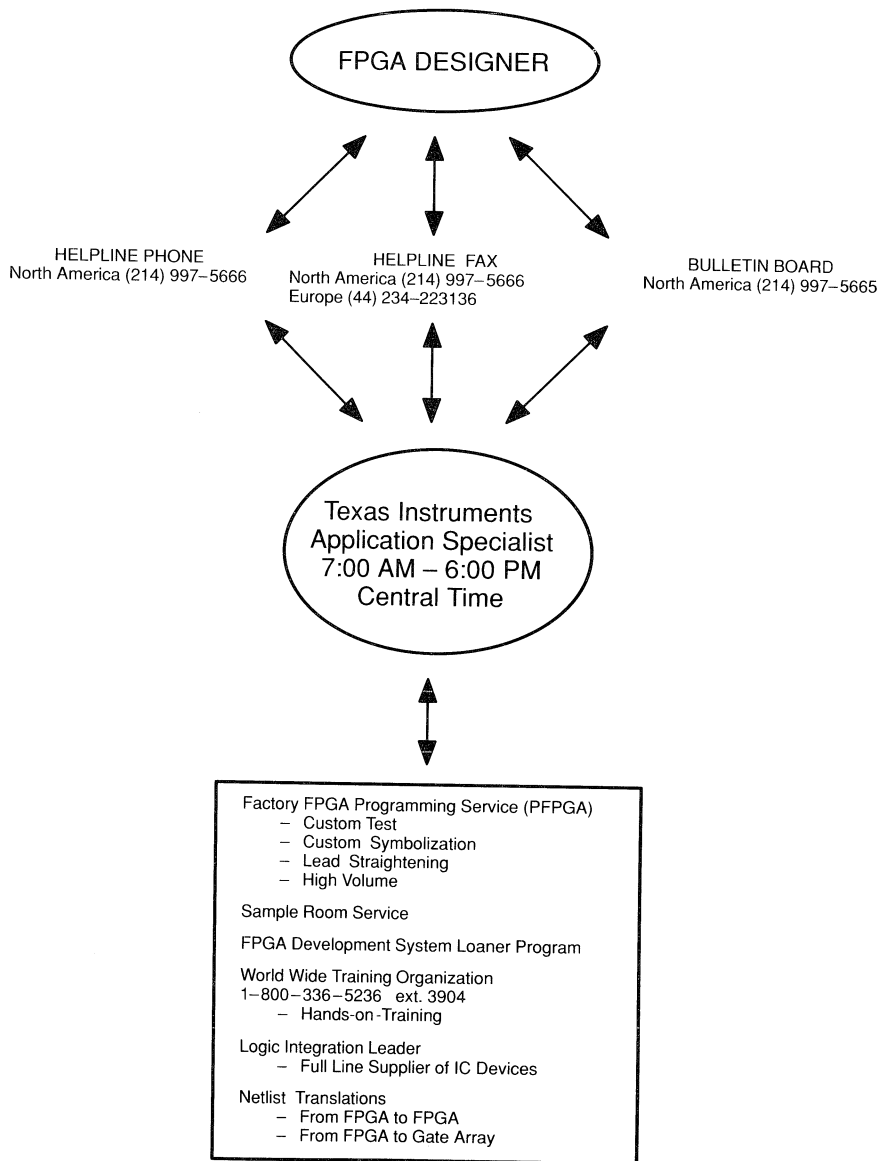 FPGA DESIGNER
HELPLINE PHONE
North America (214) 997–5666
HELPLINE FAX
North America (214) 997–5666
Europe (44) 234–223136
BULLETIN BOARD
North America (214) 997–5665
Texas Instruments
Application Specialist
7:00 AM – 6:00 PM
Central Time
Factory FPGA Programming Service (PFPGA)
– Custom Test
– Custom Symbolization
– Lead Straightening
– High Volume
Sample Room Service
FPGA Development System Loaner Program
World Wide Training Organization
1–800–336–5236 ext. 3904
– Hands-on-Training
Logic Integration Leader
– Full Line Supplier of IC Devices
Netlist Translations
– From FPGA to FPGA
– From FPGA to Gate Array